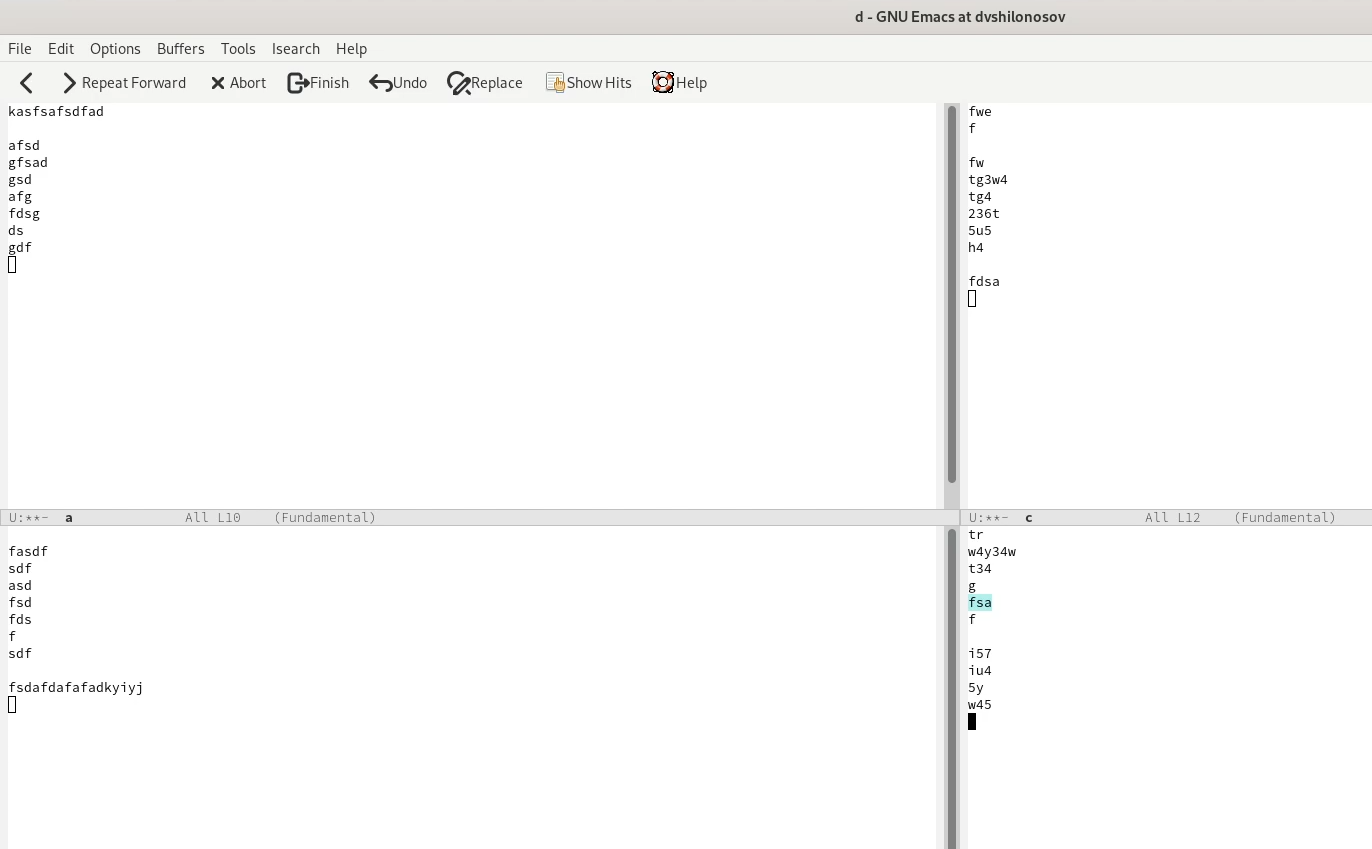 d - GNU Emacs at dvshilonosov
File Edit Options Buffers Tools Isearch Help
Repeat Forward Abort Finish Undo Replace Show Hits Help
kasfsafsdfad
afsd
gfsad
gsd
afg
fdsg
ds
gdf
U:**- a All L10 (Fundamental)
fasdf
sdf
asd
fsd
fds
f
sdf
fsdafdafafadkyiyj
fwe
f
fw
tg3w4
tg4
236t
5u5
h4
fdsa
U:**- c All L12 (Fundamental)
tr
w4y34w
t34
g
fsa
f
i57
iu4
5y
w45